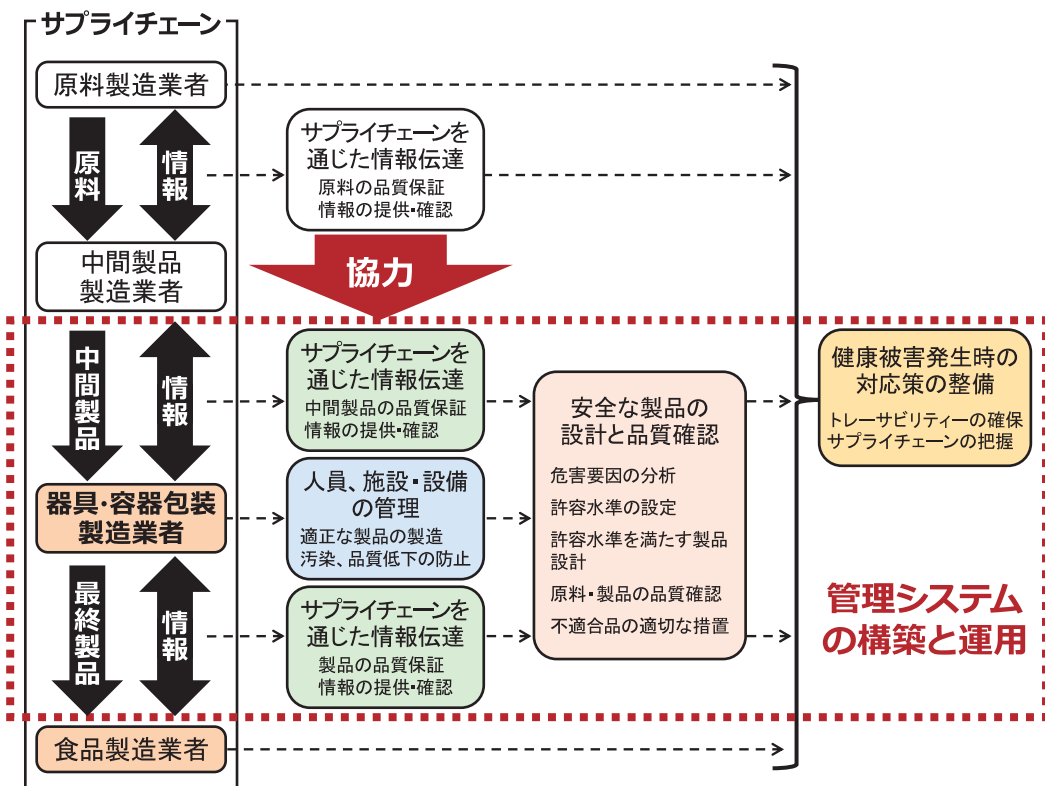 サプライチェーン
原料製造業者
原料
情報
サプライチェーンを
通じた情報伝達
原料の品質保証
情報の提供・確認
中間製品
製造業者
協力
中間製品
情報
サプライチェーンを
通じた情報伝達
中間製品の品質保証
情報の提供・確認
器具・容器包装
製造業者
人員、施設・設備
の管理
適正な製品の製造
汚染、品質低下の防止
最終製品
情報
サプライチェーンを
通じた情報伝達
製品の品質保証
情報の提供・確認
安全な製品の
設計と品質確認
危害要因の分析
許容水準の設定
許容水準を満たす製品
設計
原料・製品の品質確認
不適合品の適切な措置
健康被害発生時の
対応策の整備
トレーサビリティーの確保
サプライチェーンの把握
管理システム
の構築と運用
食品製造業者